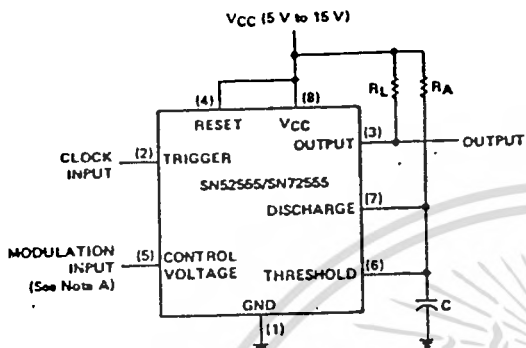 VCC (5 V to 15 V)
(4)
(8)
RL
RA
RESET
VCC
(3)
OUTPUT
OUTPUT
CLOCK
INPUT
(2)
TRIGGER
SN52555/SN72555
(7)
DISCHARGE
MODULATION
INPUT
(See Note A)
(5)
CONTROL
VOLTAGE
(6)
THRESHOLD
C
GND
(1)